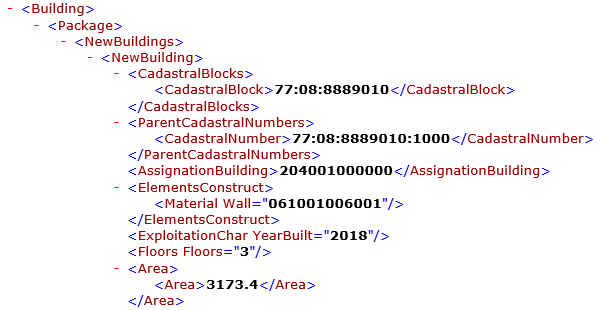 - <Building>
- <Package>
- <NewBuildings>
- <NewBuilding>
- <CadastralBlocks>
<CadastralBlock>77:08:8889010</CadastralBlock>
</CadastralBlocks>
- <ParentCadastralNumbers>
<CadastralNumber>77:08:8889010:1000</CadastralNumber>
</ParentCadastralNumbers>
<AssignationBuilding>204001000000</AssignationBuilding>
- <ElementsConstruct>
<Material Wall="061001006001"/>
</ElementsConstruct>
<ExploitationChar YearBuilt="2018"/>
<Floors Floors="3"/>
- <Area>
<Area>3173.4</Area>
</Area>